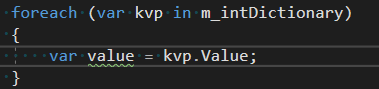 foreach (var kvp in m_intDictionary)
{
    var value = kvp.Value;
}